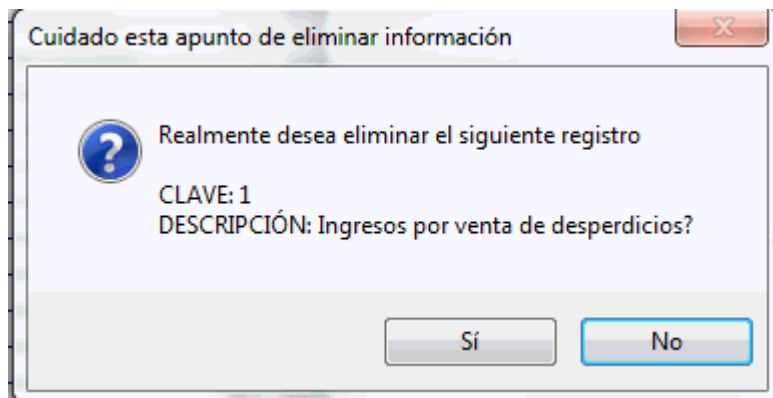 Cuidado esta apunto de eliminar información
Realmente desea eliminar el siguiente registro
CLAVE: 1
DESCRIPCIÓN: Ingresos por venta de desperdicios?
Sí
No